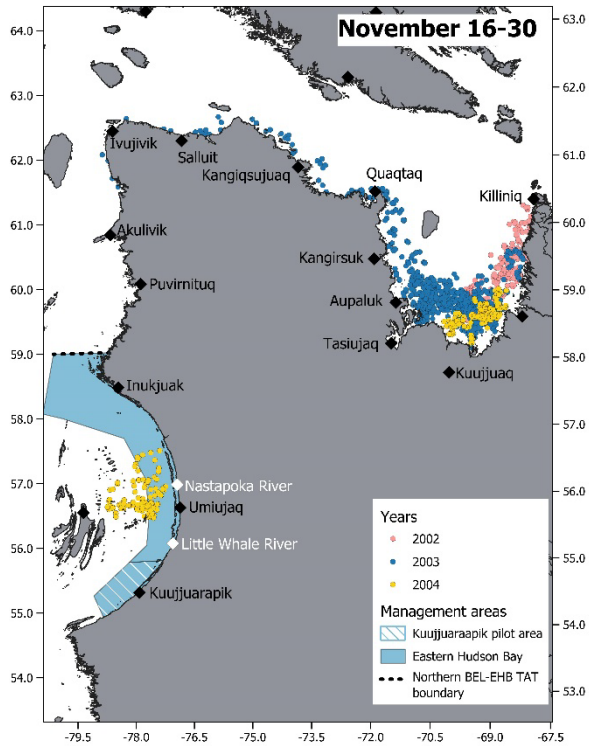 November 16-30
64.0
63.0
62.0
61.0
60.0
59.0
58.0
57.0
56.0
55.0
54.0
63.0
62.0
61.0
60.0
59.0
58.0
57.0
56.0
55.0
54.0
53.0
Ivujivik
Salluit
Kangiqsujuaq
Quaqtaq
Killiniq
Akulivik
Kangirsuk
Puvirnituq
Aupaluk
Tasiujaq
Kuujjuaq
Inukjuak
Nastapoka River
Umiujaq
Little Whale River
Kuujjuarapik
Years
2002
2003
2004
Management areas
Kuujjuaraapik pilot area
Eastern Hudson Bay
Northern BEL-EHB TAT
boundary
-79.5
-78.0
-76.5
-75.0
-73.5
-72.0
-70.5
-69.0
-67.5